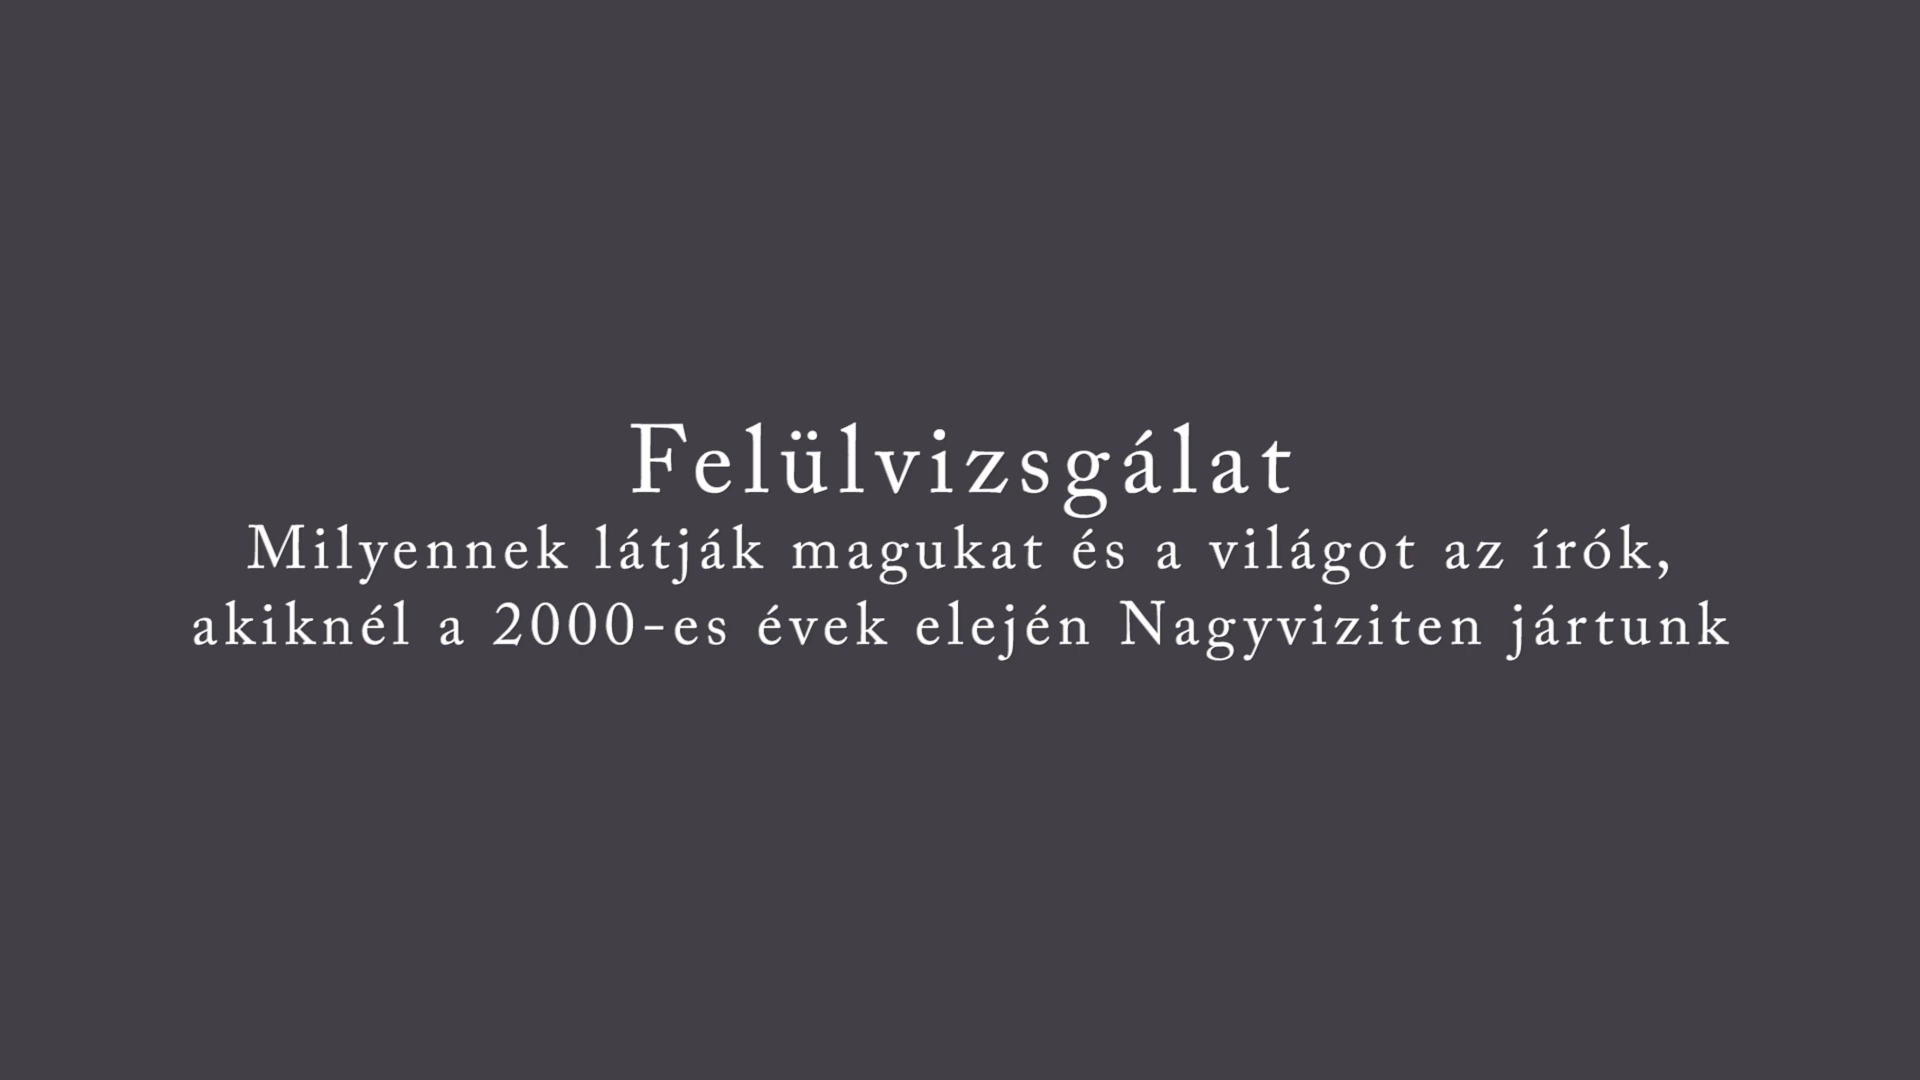 Felülvizsgálat
Milyennek látják magukat és a világot az írók,
akiknél a 2000-es évek elején Nagyviziten jártunk